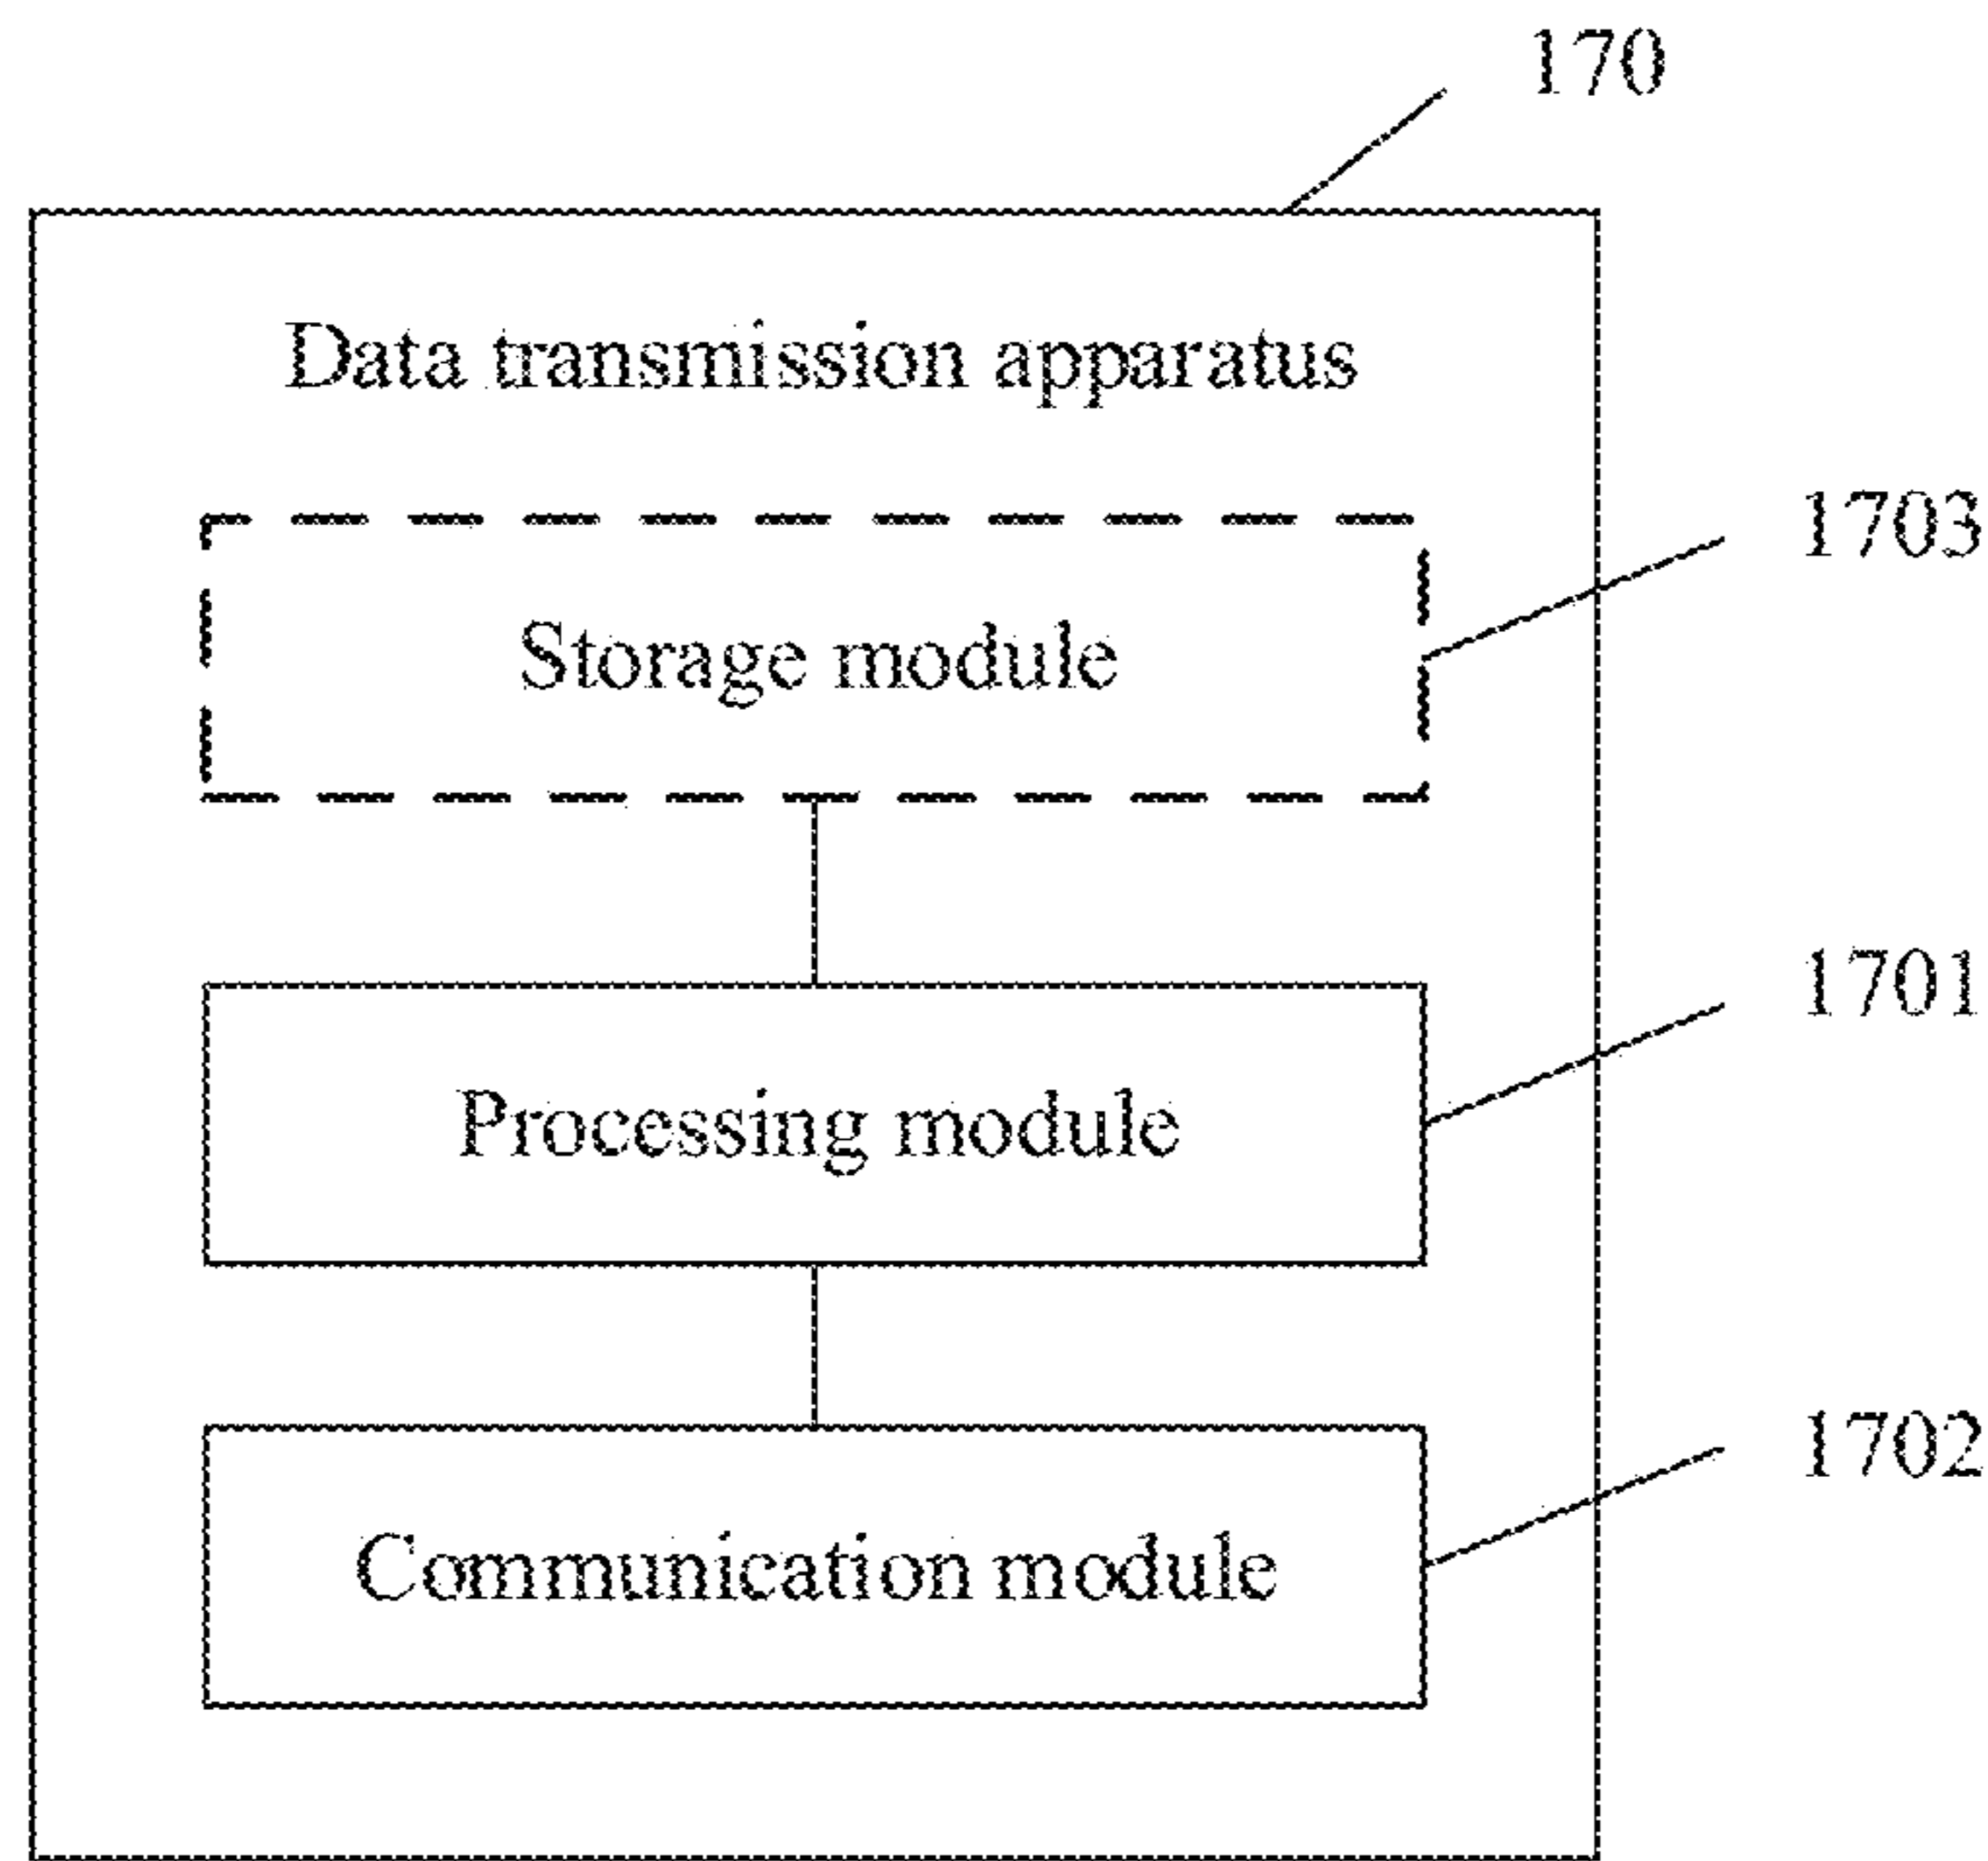 170
Data transmission apparatus
1703
Storage module
1701
Processing module
1702
Communication module